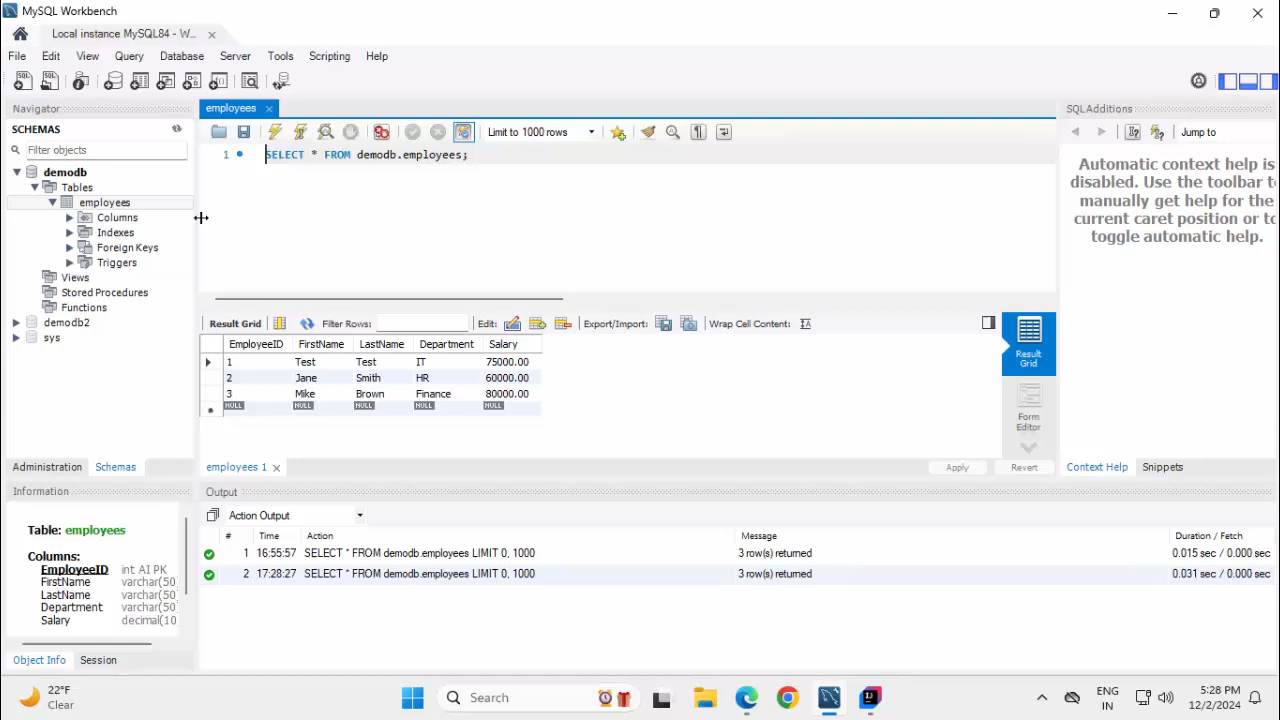 MySQL Workbench
Local instance MySQL84 - W...
File Edit View Query Database Server Tools Scripting Help
Navigator
SCHEMAS
Filter objects
demodb
Tables
employees
Columns
Indexes
Foreign Keys
Triggers
Views
Stored Procedures
Functions
demodb2
sys
Administration Schemas
Information
Table: employees
Columns:
EmployeeID int AI PK
FirstName varchar(50
LastName varchar(50
Department varchar(50
Salary decimal(10
Object Info Session
employees
Limit to 1000 rows
1 SELECT * FROM demodb.employees;
Result Grid Filter Rows: Edit: Export/Import: Wrap Cell Content:
EmployeeID FirstName LastName Department Salary
1 Test Test IT 75000.00
2 Jane Smith HR 60000.00
3 Mike Brown Finance 80000.00
NULL NULL NULL NULL NULL
Result
Grid
Form
Editor
employees 1 Apply Revert
SQLAdditions
Jump to
Automatic context help is
disabled. Use the toolbar to
manually get help for the
current caret position or to
toggle automatic help.
Context Help Snippets
Output
Action Output
# Time Action Message Duration / Fetch
1 16:55:57 SELECT * FROM demodb.employees LIMIT 0, 1000 3 row(s) returned 0.015 sec / 0.000 sec
2 17:28:27 SELECT * FROM demodb.employees LIMIT 0, 1000 3 row(s) returned 0.031 sec / 0.000 sec
22°F
Clear
Search
ENG
IN
5:28 PM
12/2/2024